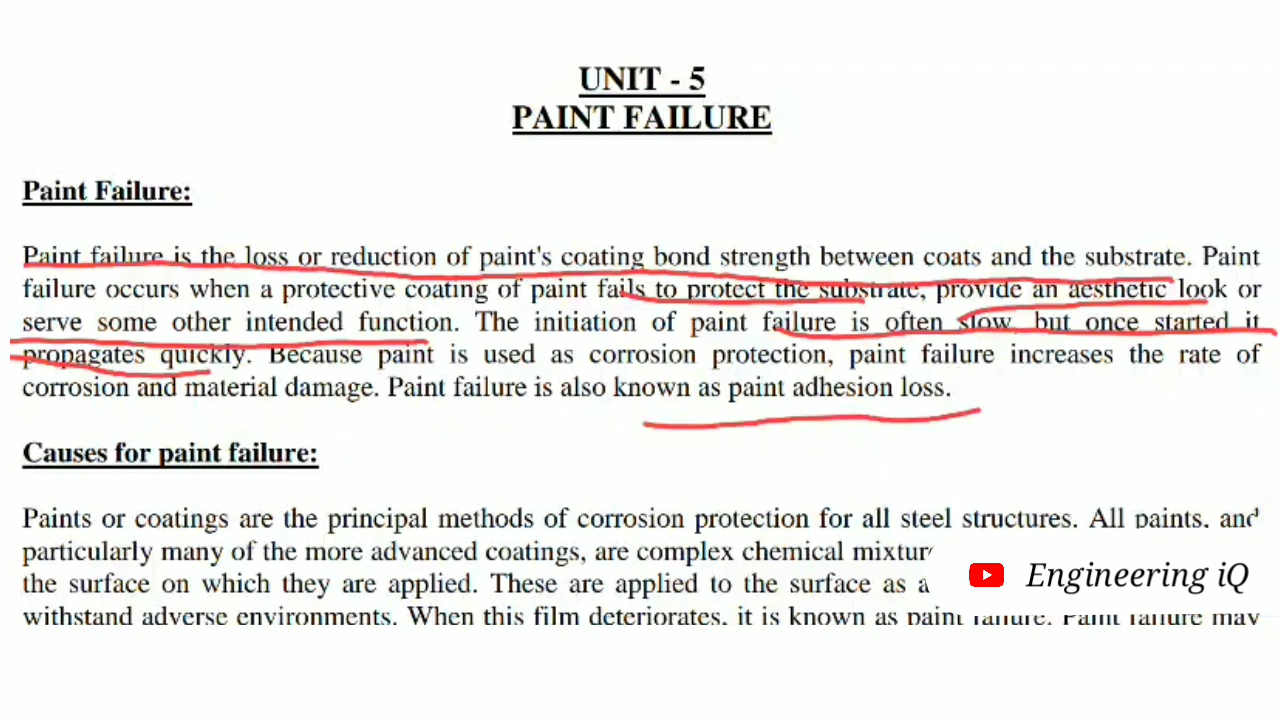 UNIT - 5
PAINT FAILURE
Paint Failure:
Paint failure is the loss or reduction of paint's coating bond strength between coats and the substrate. Paint
failure occurs when a protective coating of paint fails to protect the substrate, provide an aesthetic look or
serve some other intended function. The initiation of paint failure is often slow, but once started it
propagates quickly. Because paint is used as corrosion protection, paint failure increases the rate of
corrosion and material damage. Paint failure is also known as paint adhesion loss.
Causes for paint failure:
Paints or coatings are the principal methods of corrosion protection for all steel structures. All paints, and
particularly many of the more advanced coatings, are complex chemical
the surface on which they are applied. These are applied to the surface as a
withstand adverse environments. When this film deteriorates, it is known as paint failure. Paint failure may
Engineering iQ